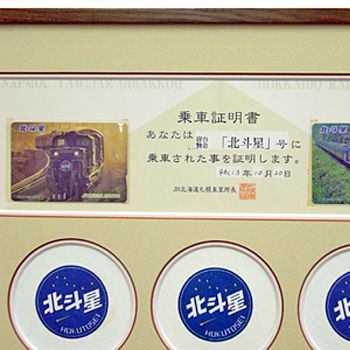 HOKKAIDO RA
乗車証明書
あなたは寝台特急「北斗星」号に
乗車された事を証明します。
平成13年10月20日
JR北海道札幌車掌所長
北斗星
北斗星
HOKUTOSEI
北斗星
HOKUTOSEI
北